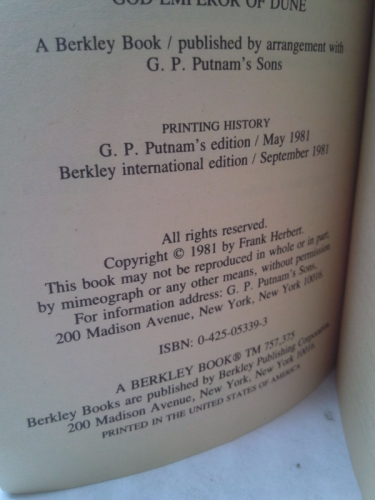 GOD EMPEROR OF DUNE
A Berkley Book / published by arrangement with
G. P. Putnam's Sons
PRINTING HISTORY
G. P. Putnam's edition / May 1981
Berkley international edition / September 1981
All rights reserved.
Copyright © 1981 by Frank Herbert.
This book may not be reproduced in whole or in part,
by mimeograph or any other means, without permission.
For information address: G. P. Putnam's Sons,
200 Madison Avenue, New York, New York 10016.
ISBN: 0-425-05339-3
A BERKLEY BOOK® TM 757,375
Berkley Books are published by Berkley Publishing Corporation,
200 Madison Avenue, New York, New York 10016.
PRINTED IN THE UNITED STATES OF AMERICA